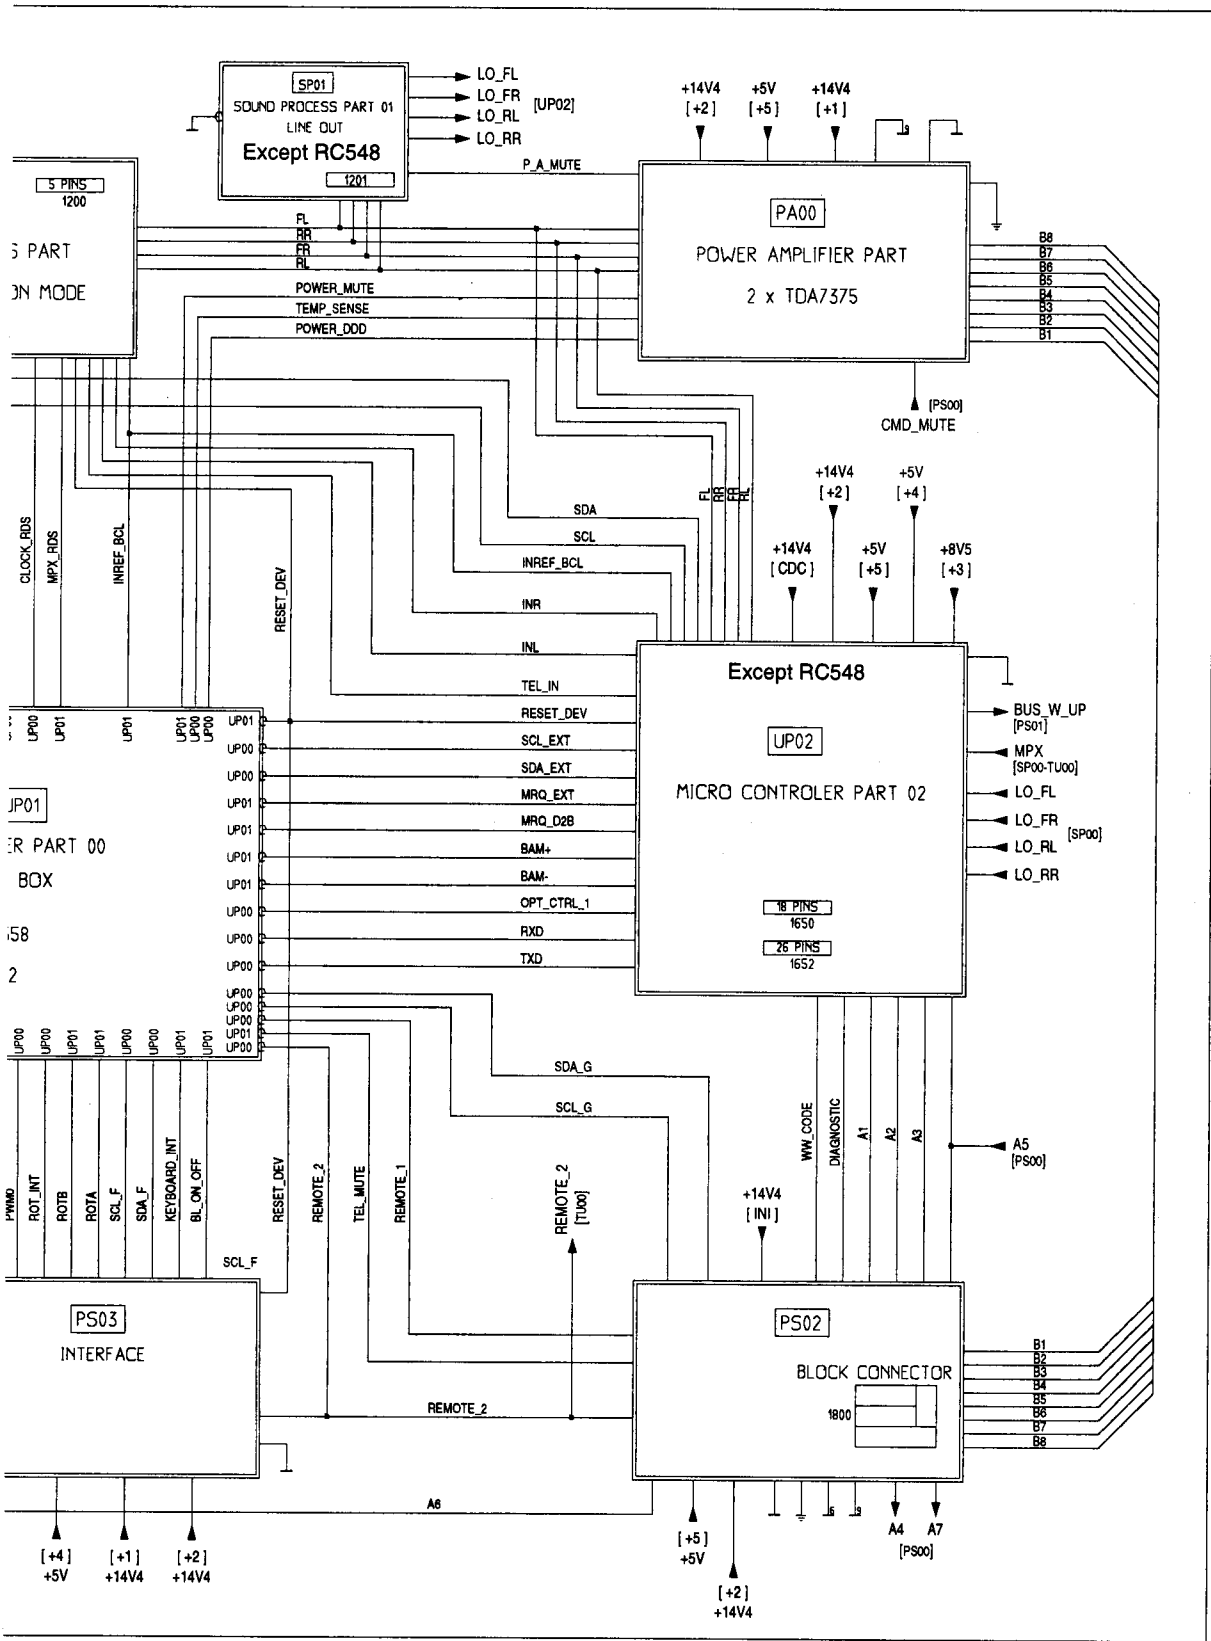 SP01
SOUND PROCESS PART 01
LINE OUT
Except RC548
1201
LO_FL
LO_FR
LO_RL
LO_RR
[UP02]
P_A_MUTE
+14V4
[+2]
+5V
[+5]
+14V4
[+1]
5 PINS
1200
S PART
ON MODE
FL
RR
FR
RL
POWER_MUTE
TEMP_SENSE
POWER_DDD
PA00
POWER AMPLIFIER PART
2 x TDA7375
B8
B7
B6
B5
B4
B3
B2
B1
[PS00]
CMD_MUTE
CLOCK_RDS
MPX_RDS
INREF_BCL
RESET_DEV
FL
RR
FR
RL
SDA
SCL
INREF_BCL
INR
INL
TEL_IN
RESET_DEV
SCL_EXT
SDA_EXT
MRQ_EXT
MRQ_D2B
BAM+
BAM-
OPT_CTRL_1
RXD
TXD
+14V4
[+2]
+5V
[+4]
+14V4
[CDC]
+5V
[+5]
+8V5
[+3]
Except RC548
UP02
MICRO CONTROLER PART 02
18 PINS
1650
26 PINS
1652
BUS_W_UP
[PS01]
MPX
[SP00-TU00]
LO_FL
LO_FR
LO_RL
LO_RR
[SP00]
UP00
UP01
UP01
UP01
UP00
UP00
UP01
UP00
UP00
UP01
UP01
UP01
UP01
UP00
UP00
UP00
UP00
UP00
UP00
UP01
UP00
UP01
ER PART 00
BOX
558
2
UP00
UP00
UP01
UP01
UP00
UP00
UP01
UP01
PWMD
ROT_INT
ROTB
ROTA
SCL_F
SDA_F
KEYBOARD_INT
BL_ON_OFF
SCL_F
RESET_DEV
REMOTE_2
TEL_MUTE
REMOTE_1
SDA_G
SCL_G
REMOTE_2
[TU00]
+14V4
[INI]
WW_CODE
DIAGNOSTIC
A1
A2
A3
A5
[PS00]
PS03
INTERFACE
REMOTE_2
PS02
BLOCK CONNECTOR
1800
B1
B2
B3
B4
B5
B6
B7
B8
A6
[+4]
+5V
[+1]
+14V4
[+2]
+14V4
[+5]
+5V
[+2]
+14V4
A4
A7
[PS00]